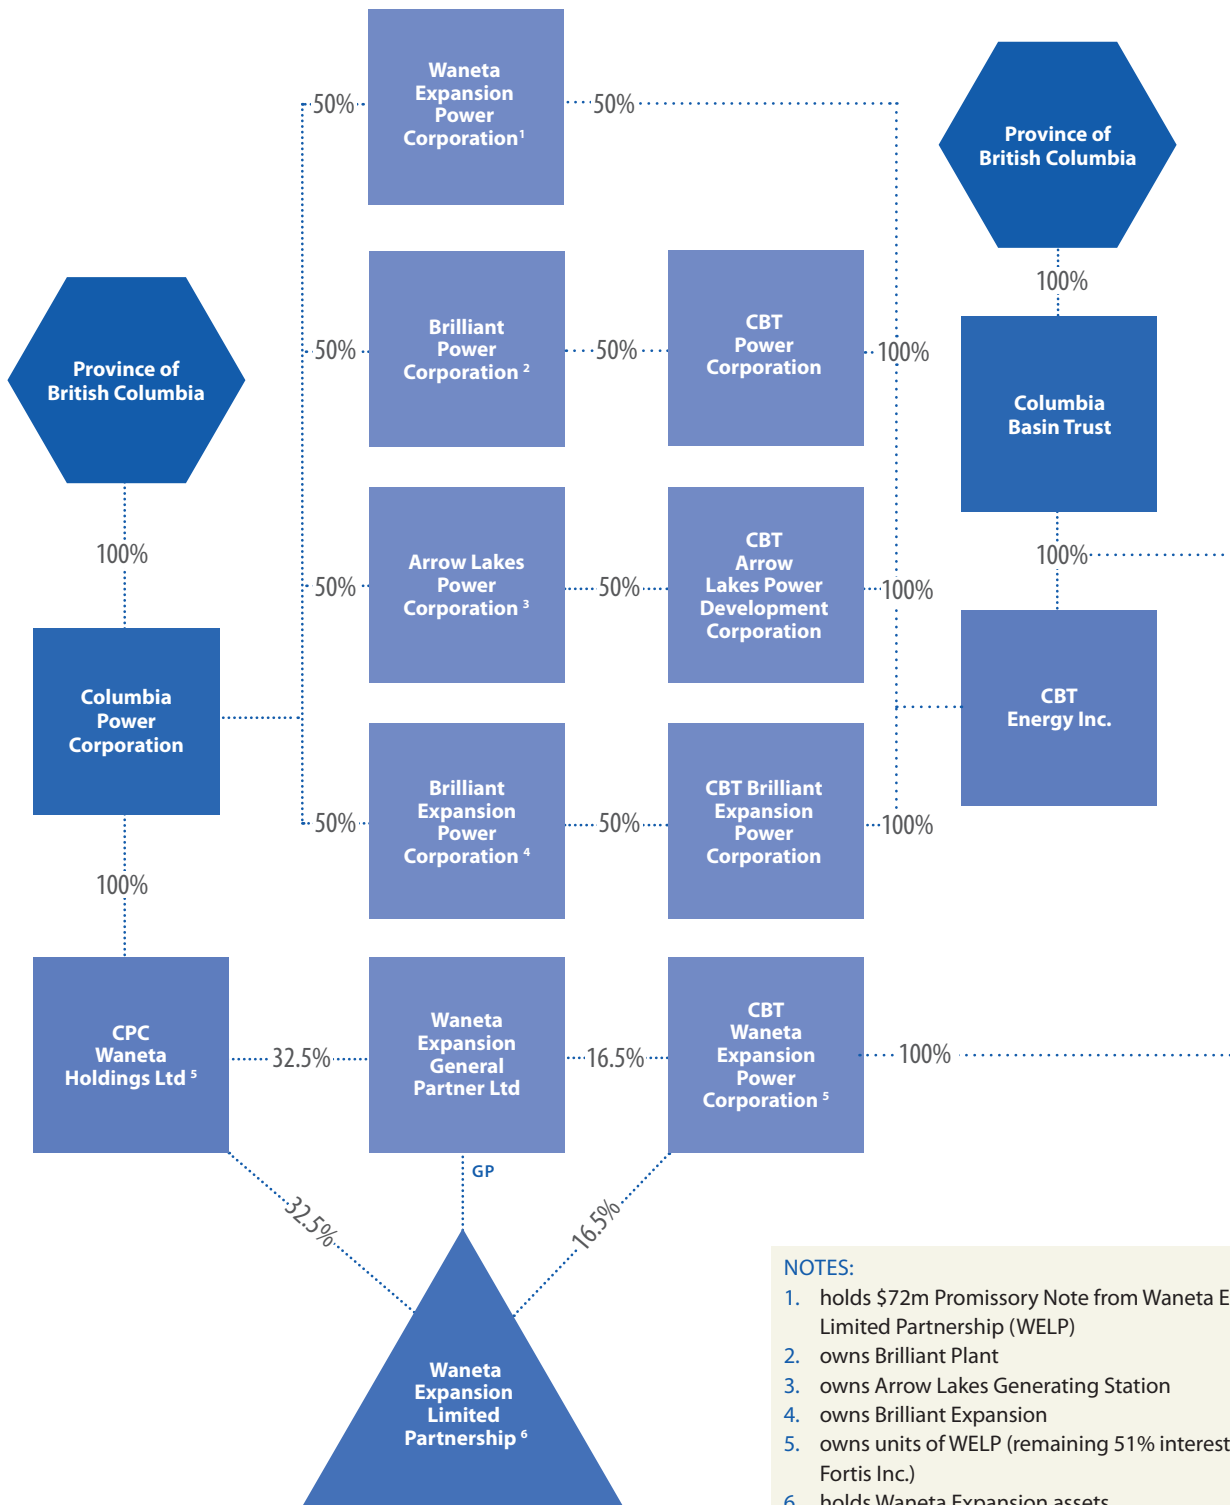 Waneta
Expansion
Power
Corporation¹
50%
50%
Province of
British Columbia
100%
Brilliant
Power
Corporation ²
50%
50%
CBT
Power
Corporation
100%
Columbia
Basin Trust
Province of
British Columbia
100%
Arrow Lakes
Power
Corporation ³
50%
50%
CBT
Arrow
Lakes Power
Development
Corporation
100%
100%
CBT
Energy Inc.
Columbia
Power
Corporation
Brilliant
Expansion
Power
Corporation ⁴
50%
50%
CBT Brilliant
Expansion
Power
Corporation
100%
100%
CPC
Waneta
Holdings Ltd ⁵
32.5%
Waneta
Expansion
General
Partner Ltd
16.5%
CBT
Waneta
Expansion
Power
Corporation ⁵
100%
GP
32.5%
16.5%
Waneta
Expansion
Limited
Partnership ⁶
NOTES:
1. holds $72m Promissory Note from Waneta E
Limited Partnership (WELP)
2. owns Brilliant Plant
3. owns Arrow Lakes Generating Station
4. owns Brilliant Expansion
5. owns units of WELP (remaining 51% interest
Fortis Inc.)
6. holds Waneta Expansion assets